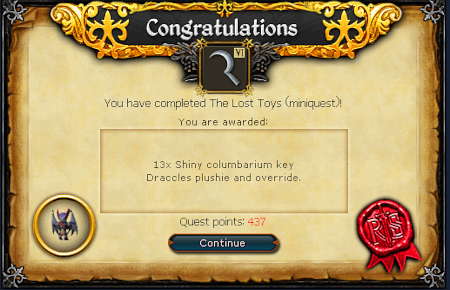 Congratulations
VI
You have completed The Lost Toys (miniquest)!
You are awarded:
13x Shiny columbarium key
Draccles plushie and override.
Quest points: 437
Continue